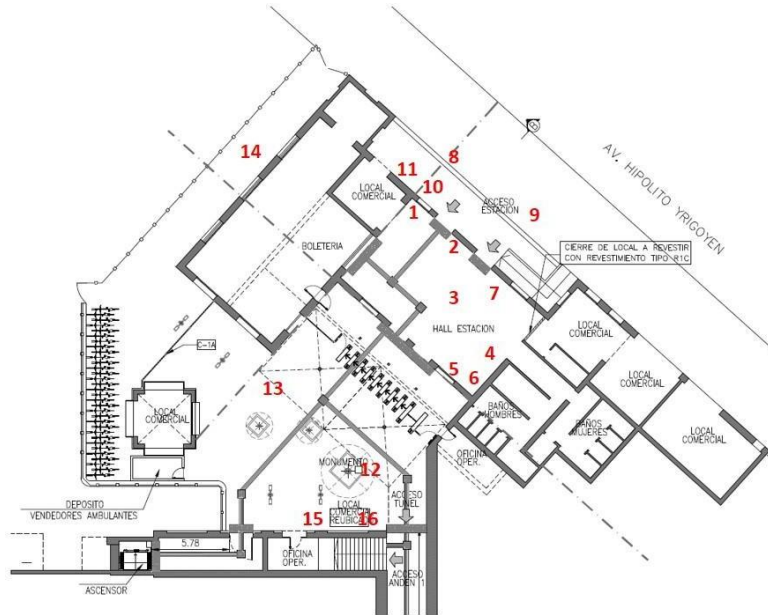 14
8
AV. HIPOLITO YRIGOYEN
11
10
LOCAL
COMERCIAL
ACCESO
ESTACIÓN
9
1
2
BOLETERIA
CIERRE DE LOCAL A REVESTIR
CON REVESTIMIENTO TIPO R1C
7
3
HALL ESTACIÓN
LOCAL
COMERCIAL
C-1A
4
5
6
LOCAL
COMERCIAL
13
LOCAL
COMERCIAL
BAÑOS
HOMBRES
BAÑOS
MUJERES
LOCAL
COMERCIAL
OFICINA
OPER.
MONUMENTO
12
ACCESO
TUNEL
DEPOSITO
VENDEDORES AMBULANTES
LOCAL
COMERCIAL
REUBICADO
15
16
5.78
OFICINA
OPER.
ACCESO
ANDEN 1
ASCENSOR